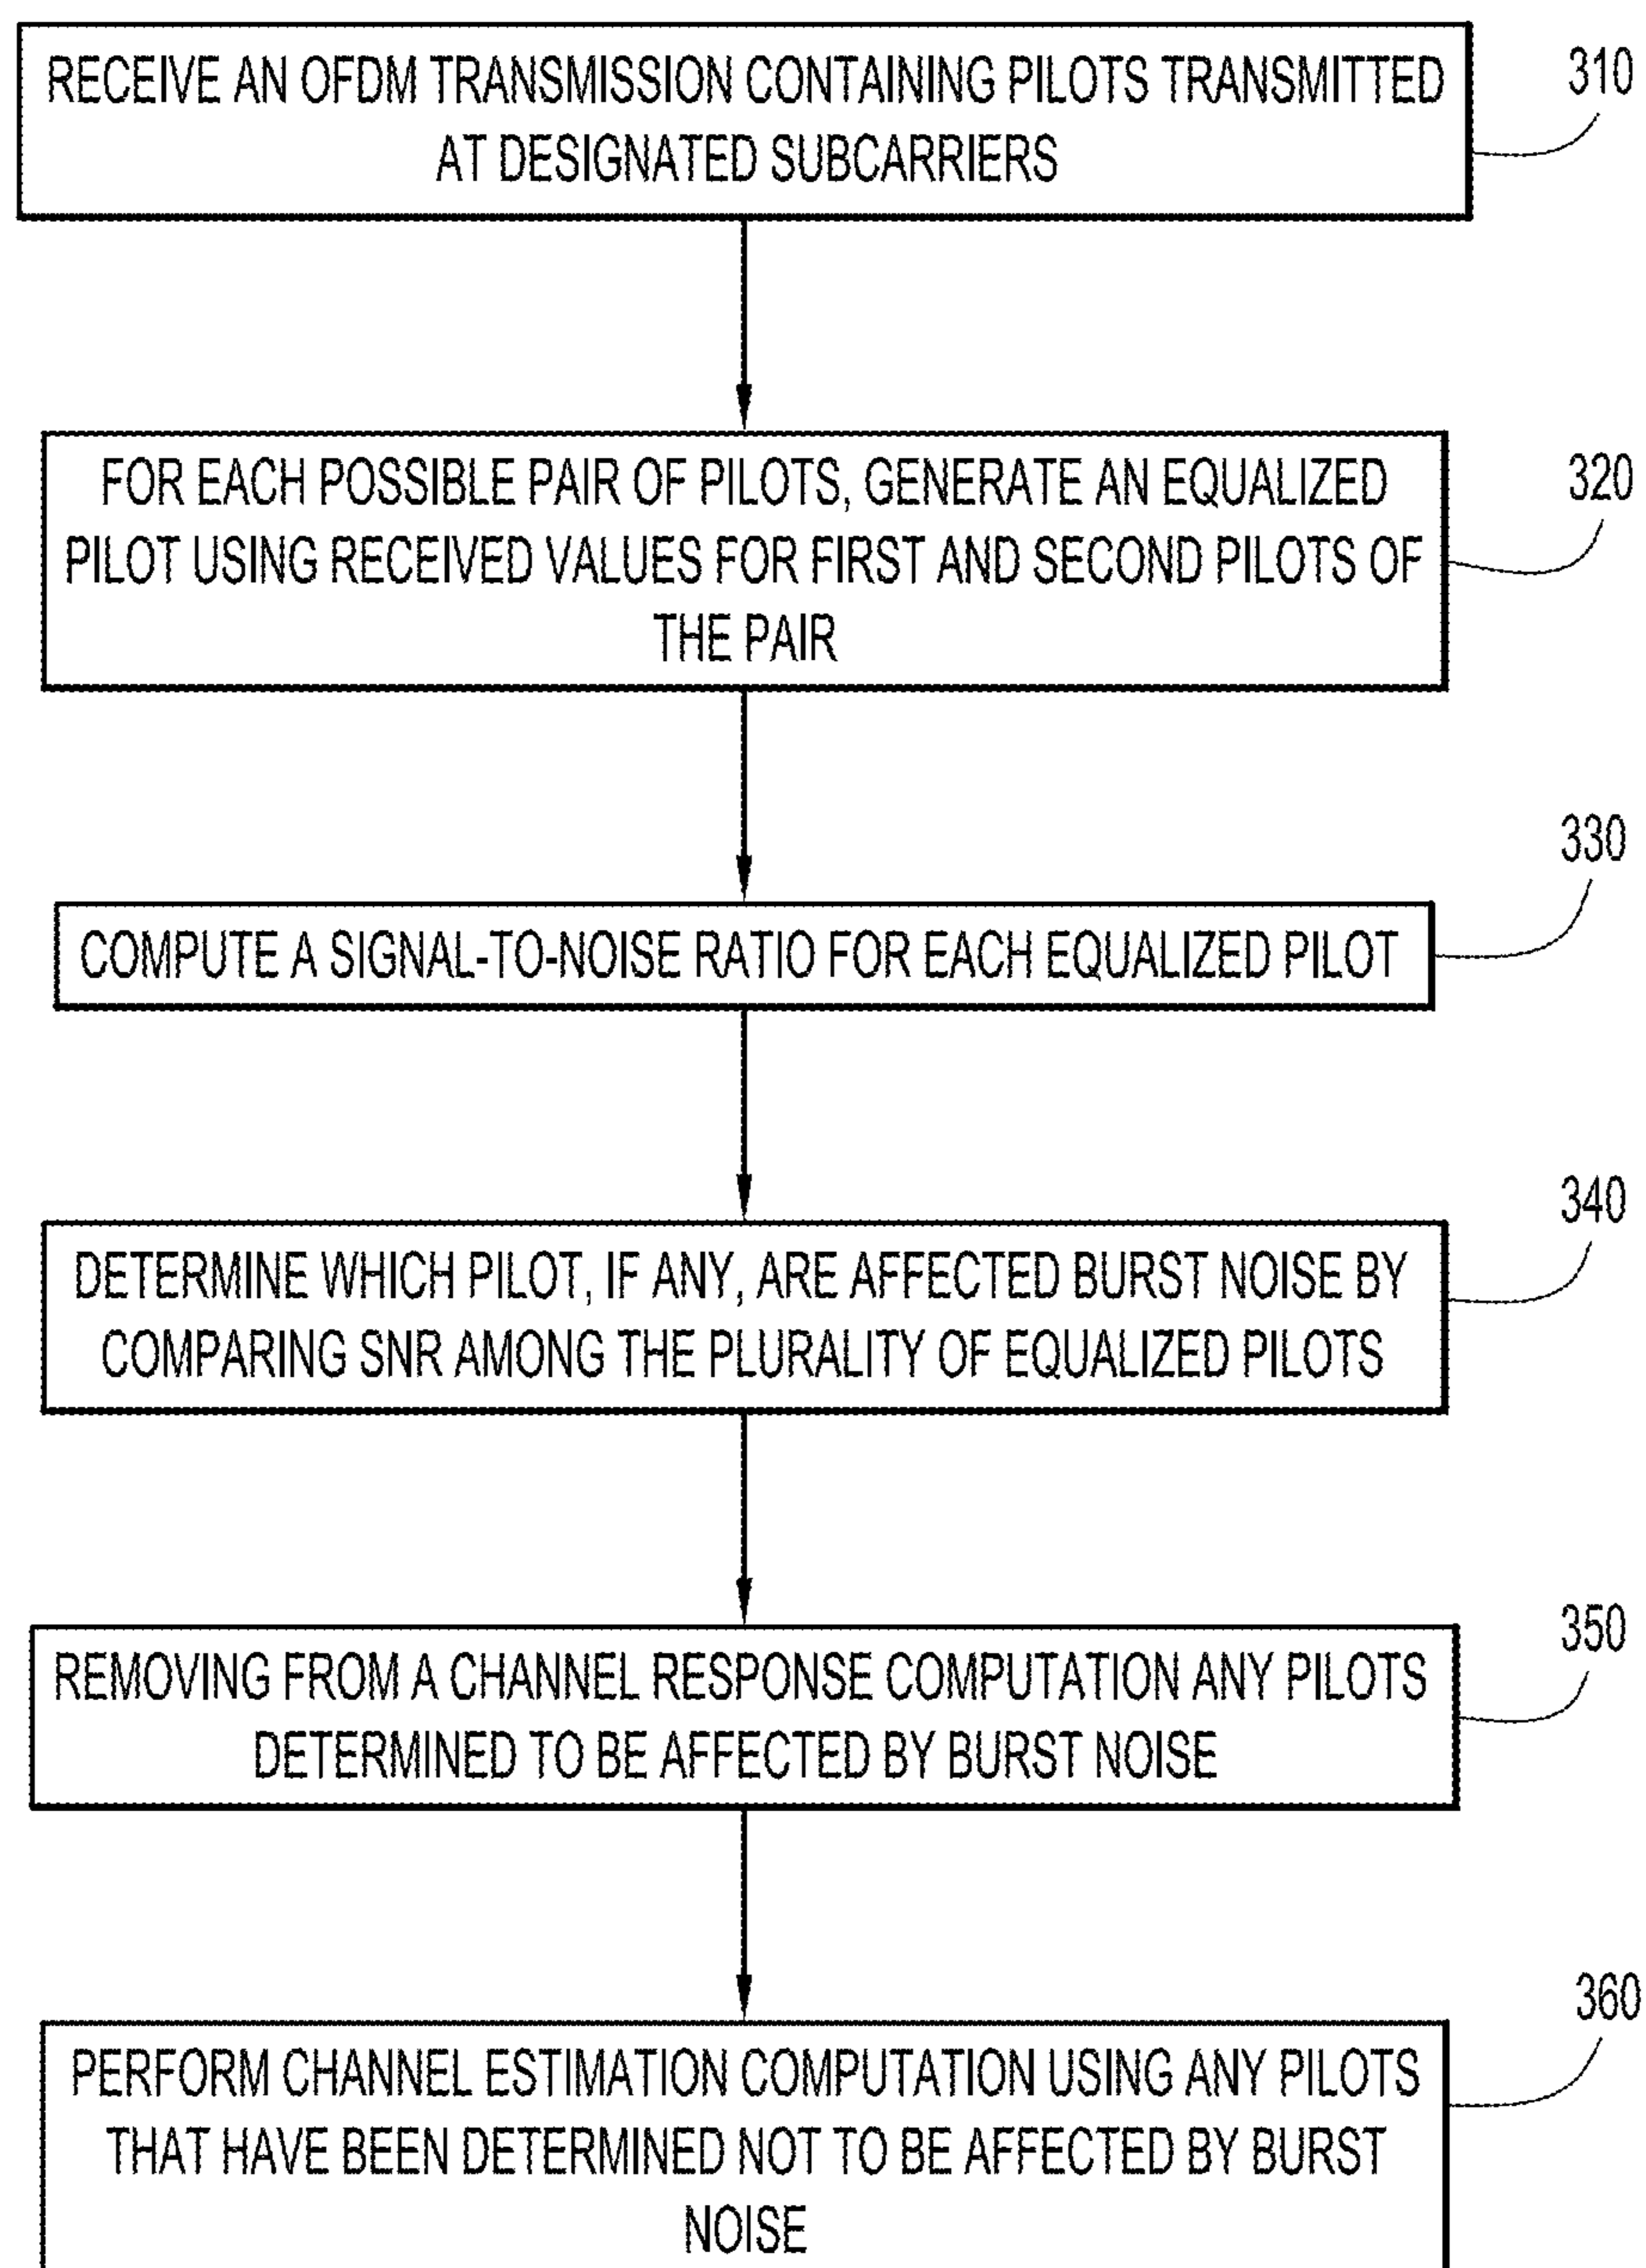 RECEIVE AN OFDM TRANSMISSION CONTAINING PILOTS TRANSMITTED
AT DESIGNATED SUBCARRIERS
310
FOR EACH POSSIBLE PAIR OF PILOTS, GENERATE AN EQUALIZED
PILOT USING RECEIVED VALUES FOR FIRST AND SECOND PILOTS OF
THE PAIR
320
COMPUTE A SIGNAL-TO-NOISE RATIO FOR EACH EQUALIZED PILOT
330
DETERMINE WHICH PILOT, IF ANY, ARE AFFECTED BURST NOISE BY
COMPARING SNR AMONG THE PLURALITY OF EQUALIZED PILOTS
340
REMOVING FROM A CHANNEL RESPONSE COMPUTATION ANY PILOTS
DETERMINED TO BE AFFECTED BY BURST NOISE
350
PERFORM CHANNEL ESTIMATION COMPUTATION USING ANY PILOTS
THAT HAVE BEEN DETERMINED NOT TO BE AFFECTED BY BURST
NOISE
360